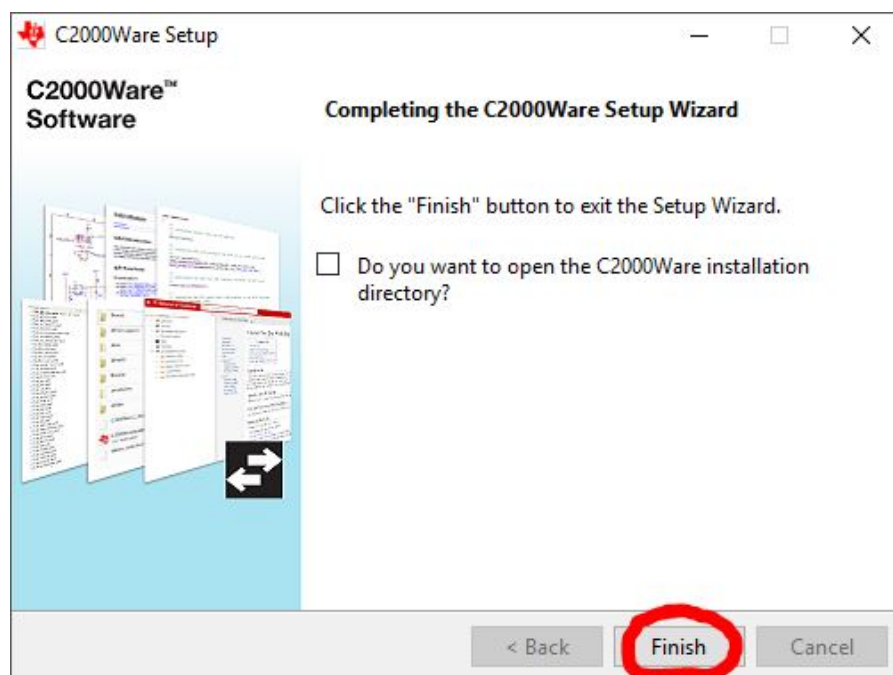 C2000Ware Setup
C2000Ware™
Software
Completing the C2000Ware Setup Wizard
Click the "Finish" button to exit the Setup Wizard.
Do you want to open the C2000Ware installation
directory?
< Back
Finish
Cancel